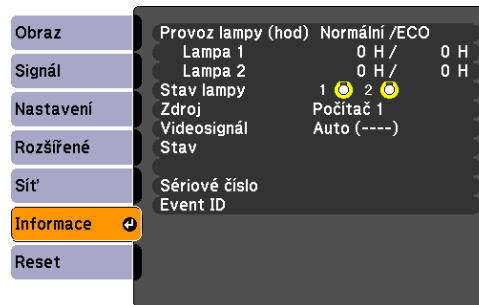 Obraz
Signál
Nastavení
Rozšířené
Síť
Informace
Reset
Provoz lampy (hod) Normální /ECO
Lampa 1 0 H / 0 H
Lampa 2 0 H / 0 H
Stav lampy 1 2
Zdroj Počítač 1
Videosignál Auto (----)
Stav
Sériové číslo
Event ID